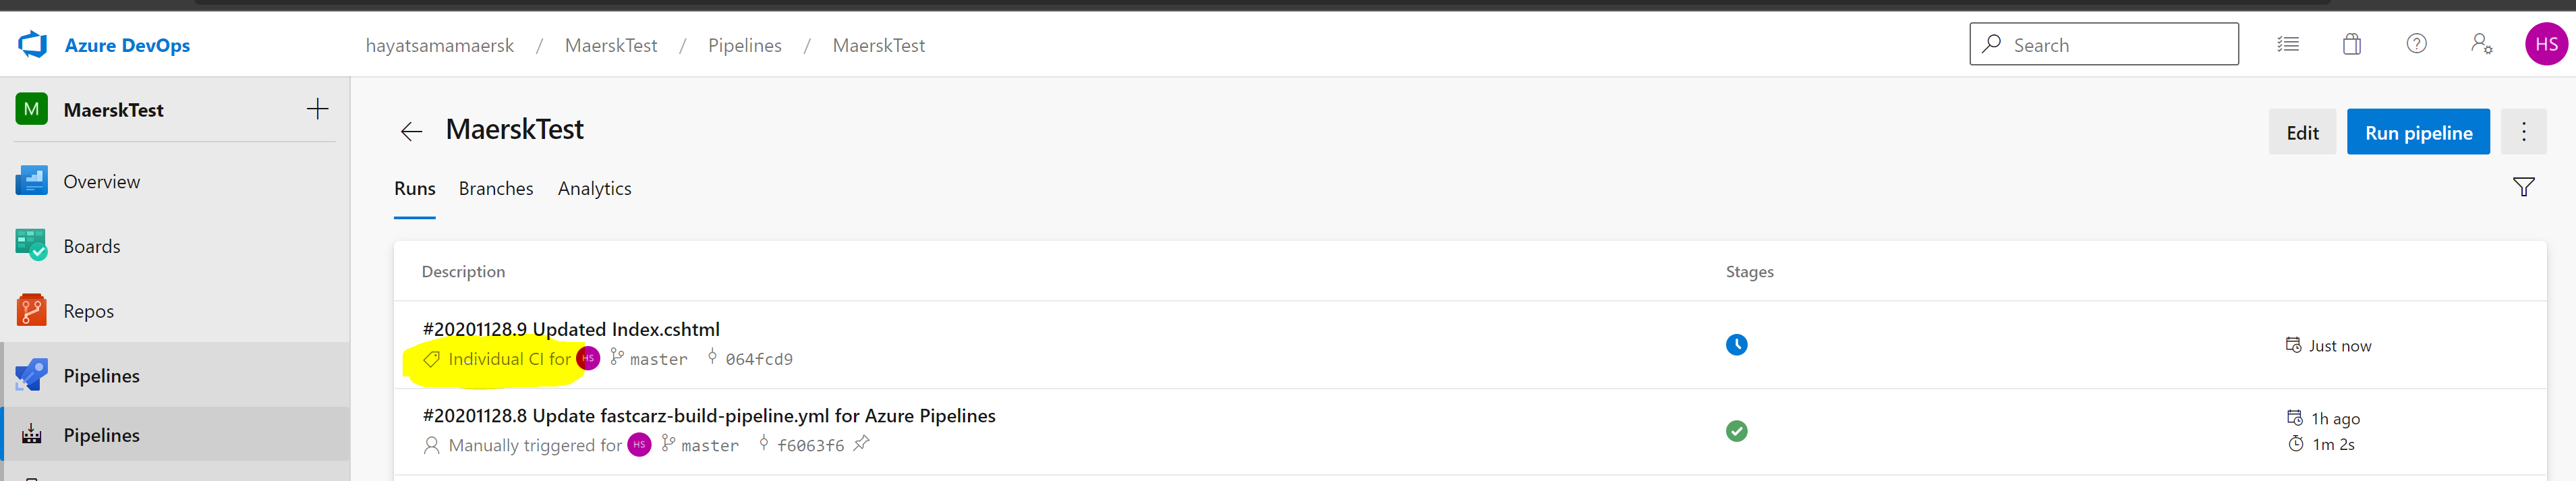 Azure DevOps
hayatsamamaersk / MaerskTest / Pipelines / MaerskTest
Search
HS
M MaerskTest
Overview
Boards
Repos
Pipelines
Pipelines
MaerskTest
Edit
Run pipeline
Runs Branches Analytics
Description Stages
#20201128.9 Updated Index.cshtml
Individual CI for HS master 064fcd9
Just now
#20201128.8 Update fastcarz-build-pipeline.yml for Azure Pipelines
Manually triggered for HS master f6063f6
1h ago
1m 2s